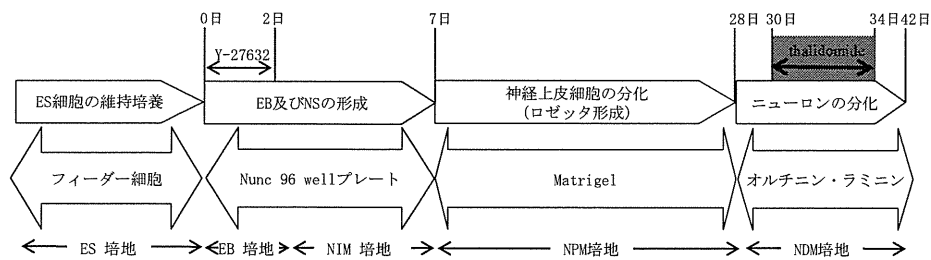 0日 2日 7日 28日 30日 34日 42日
Y-27632
thalidomide
ES細胞の維持培養
EB及びNSの形成
神経上皮細胞の分化
(ロゼッタ形成)
ニューロンの分化
フィーダー細胞
Nunc 96 wellプレート
Matrigel
オルチニン・ラミニン
ES 培地
EB 培地
NIM 培地
NPM培地
NDM培地